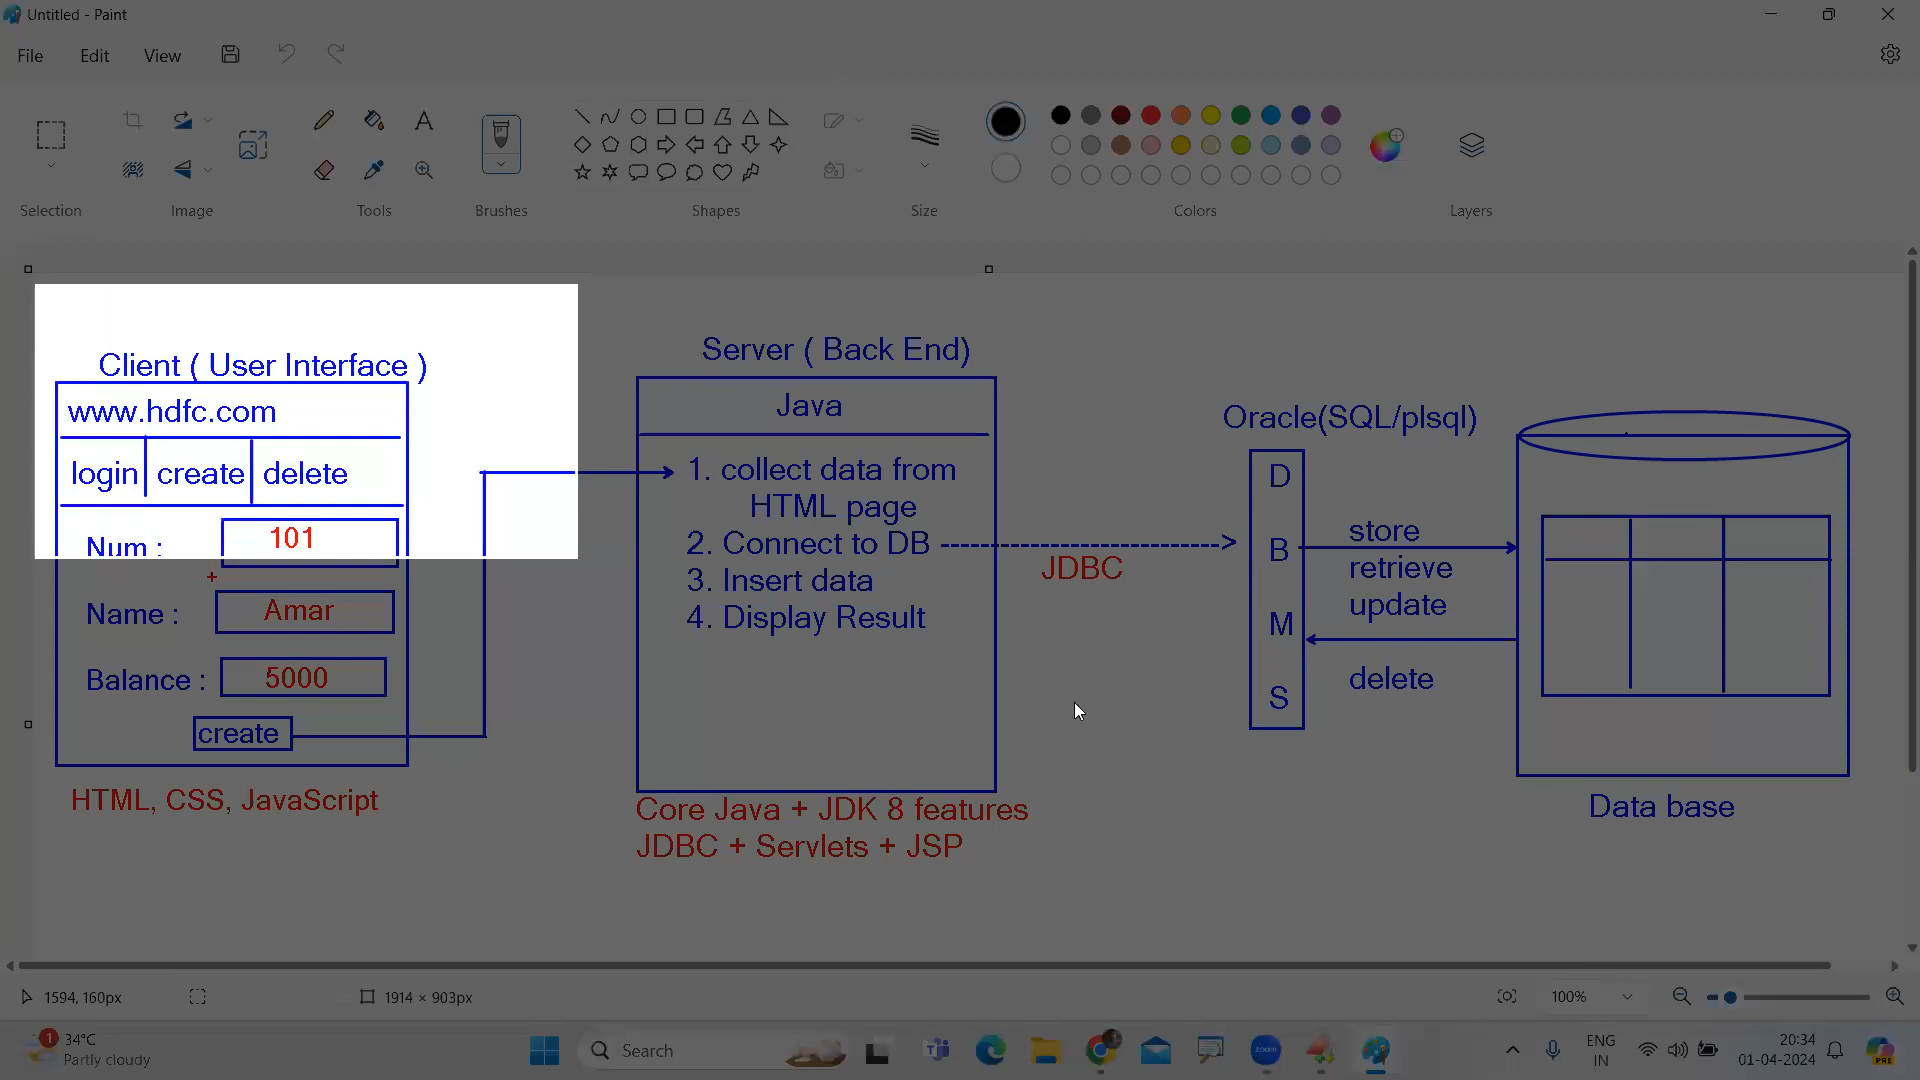 Untitled - Paint
File Edit View
Selection Image Tools Brushes Shapes Size Colors Layers
Client ( User Interface )
www.hdfc.com
login create delete
Num : 101
+
Name : Amar
Balance : 5000
create
HTML, CSS, JavaScript
Server ( Back End)
Java
1. collect data from
HTML page
2. Connect to DB
3. Insert data
4. Display Result
Core Java + JDK 8 features
JDBC + Servlets + JSP
JDBC
Oracle(SQL/plsql)
D
B
M
S
store
retrieve
update
delete
Data base
1594, 160px 1914 × 903px 100%
1 34°C
Partly cloudy
Search
zoom
ENG
IN
20:34
01-04-2024
PRE